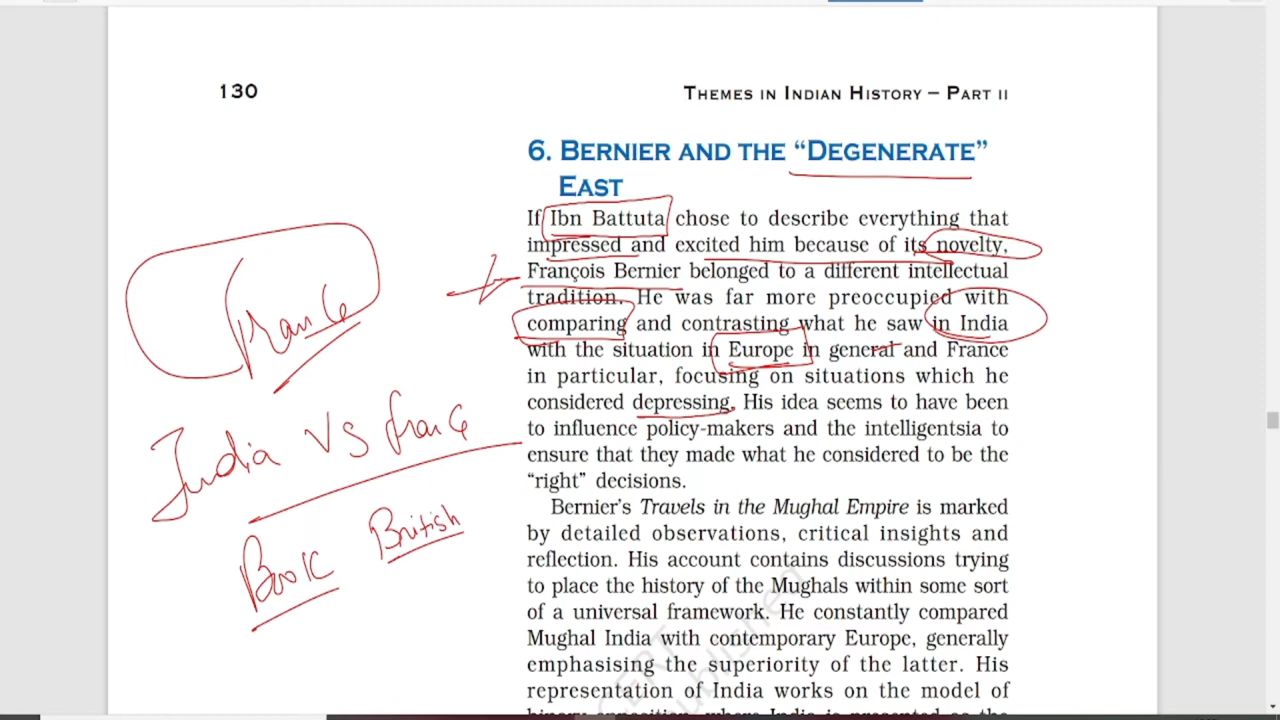 130
THEMES IN INDIAN HISTORY – PART II
6. BERNIER AND THE “DEGENERATE”
EAST
If Ibn Battuta chose to describe everything that
impressed and excited him because of its novelty,
François Bernier belonged to a different intellectual
tradition. He was far more preoccupied with
comparing and contrasting what he saw in India
with the situation in Europe in general and France
in particular, focusing on situations which he
considered depressing. His idea seems to have been
to influence policy-makers and the intelligentsia to
ensure that they made what he considered to be the
“right” decisions.
Bernier’s Travels in the Mughal Empire is marked
by detailed observations, critical insights and
reflection. His account contains discussions trying
to place the history of the Mughals within some sort
of a universal framework. He constantly compared
Mughal India with contemporary Europe, generally
emphasising the superiority of the latter. His
representation of India works on the model of
binary opposition, where India is presented as the
France
India VS france
Book British